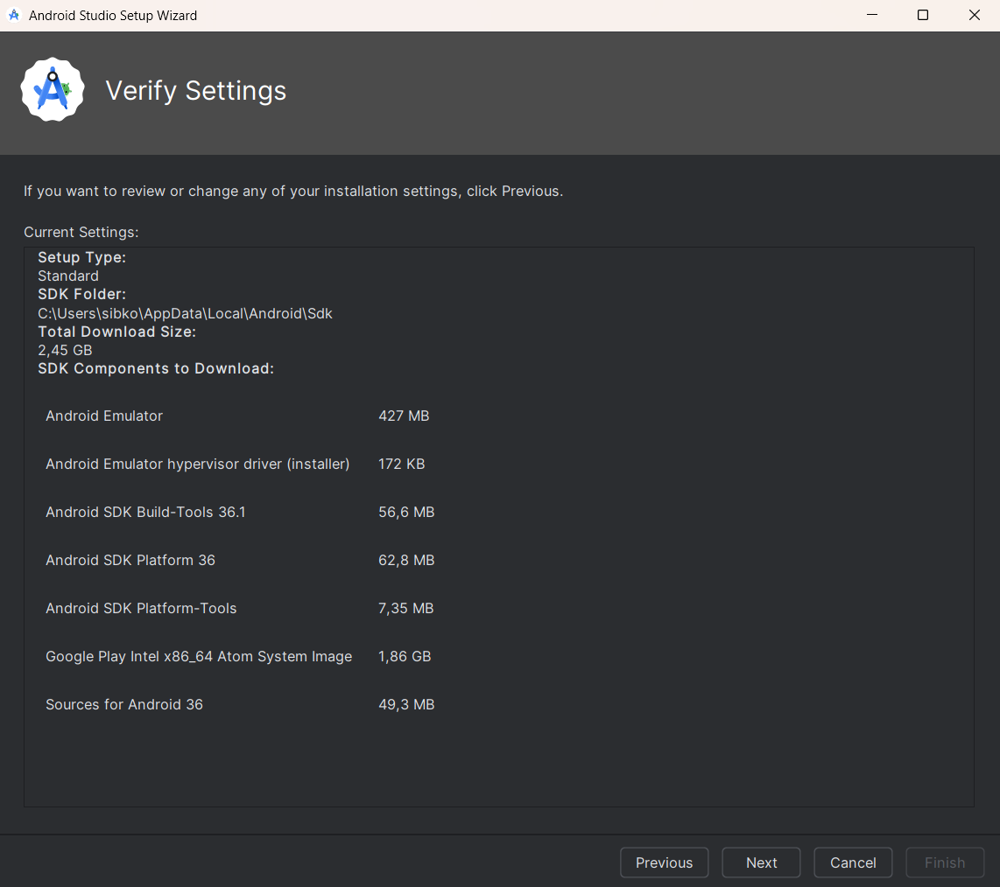 Android Studio Setup Wizard
Verify Settings
If you want to review or change any of your installation settings, click Previous.
Current Settings:
Setup Type:
Standard
SDK Folder:
C:\Users\sibko\AppData\Local\Android\Sdk
Total Download Size:
2,45 GB
SDK Components to Download:
Android Emulator 427 MB
Android Emulator hypervisor driver (installer) 172 KB
Android SDK Build-Tools 36.1 56,6 MB
Android SDK Platform 36 62,8 MB
Android SDK Platform-Tools 7,35 MB
Google Play Intel x86_64 Atom System Image 1,86 GB
Sources for Android 36 49,3 MB
Previous Next Cancel Finish